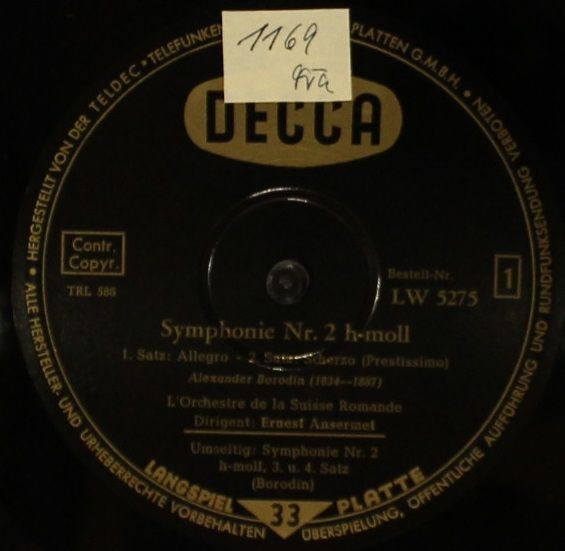 1169
HERGESTELLT VON DER TELDEC • TELEFUNKEN
PLATTEN G.M.B.H. •
DECCA
Contr.
Copyr.
TRL 586
Bestell-Nr.
LW 5275
1
Symphonie Nr. 2 h-moll
1. Satz: Allegro - 2. Satz: Scherzo (Prestissimo)
Alexander Borodin (1834—1887)
L'Orchestre de la Suisse Romande
Dirigent: Ernest Ansermet
Umseitig: Symphonie Nr. 2
h-moll, 3. u. 4. Satz
(Borodin)
LANGSPIEL 33 PLATTE
• ALLE HERSTELLER- UND URHEBERRECHTE VORBEHALTEN
ÜBERSPIELUNG, ÖFFENTLICHE AUFFÜHRUNG UND RUNDFUNKSENDUNG VERBOTEN